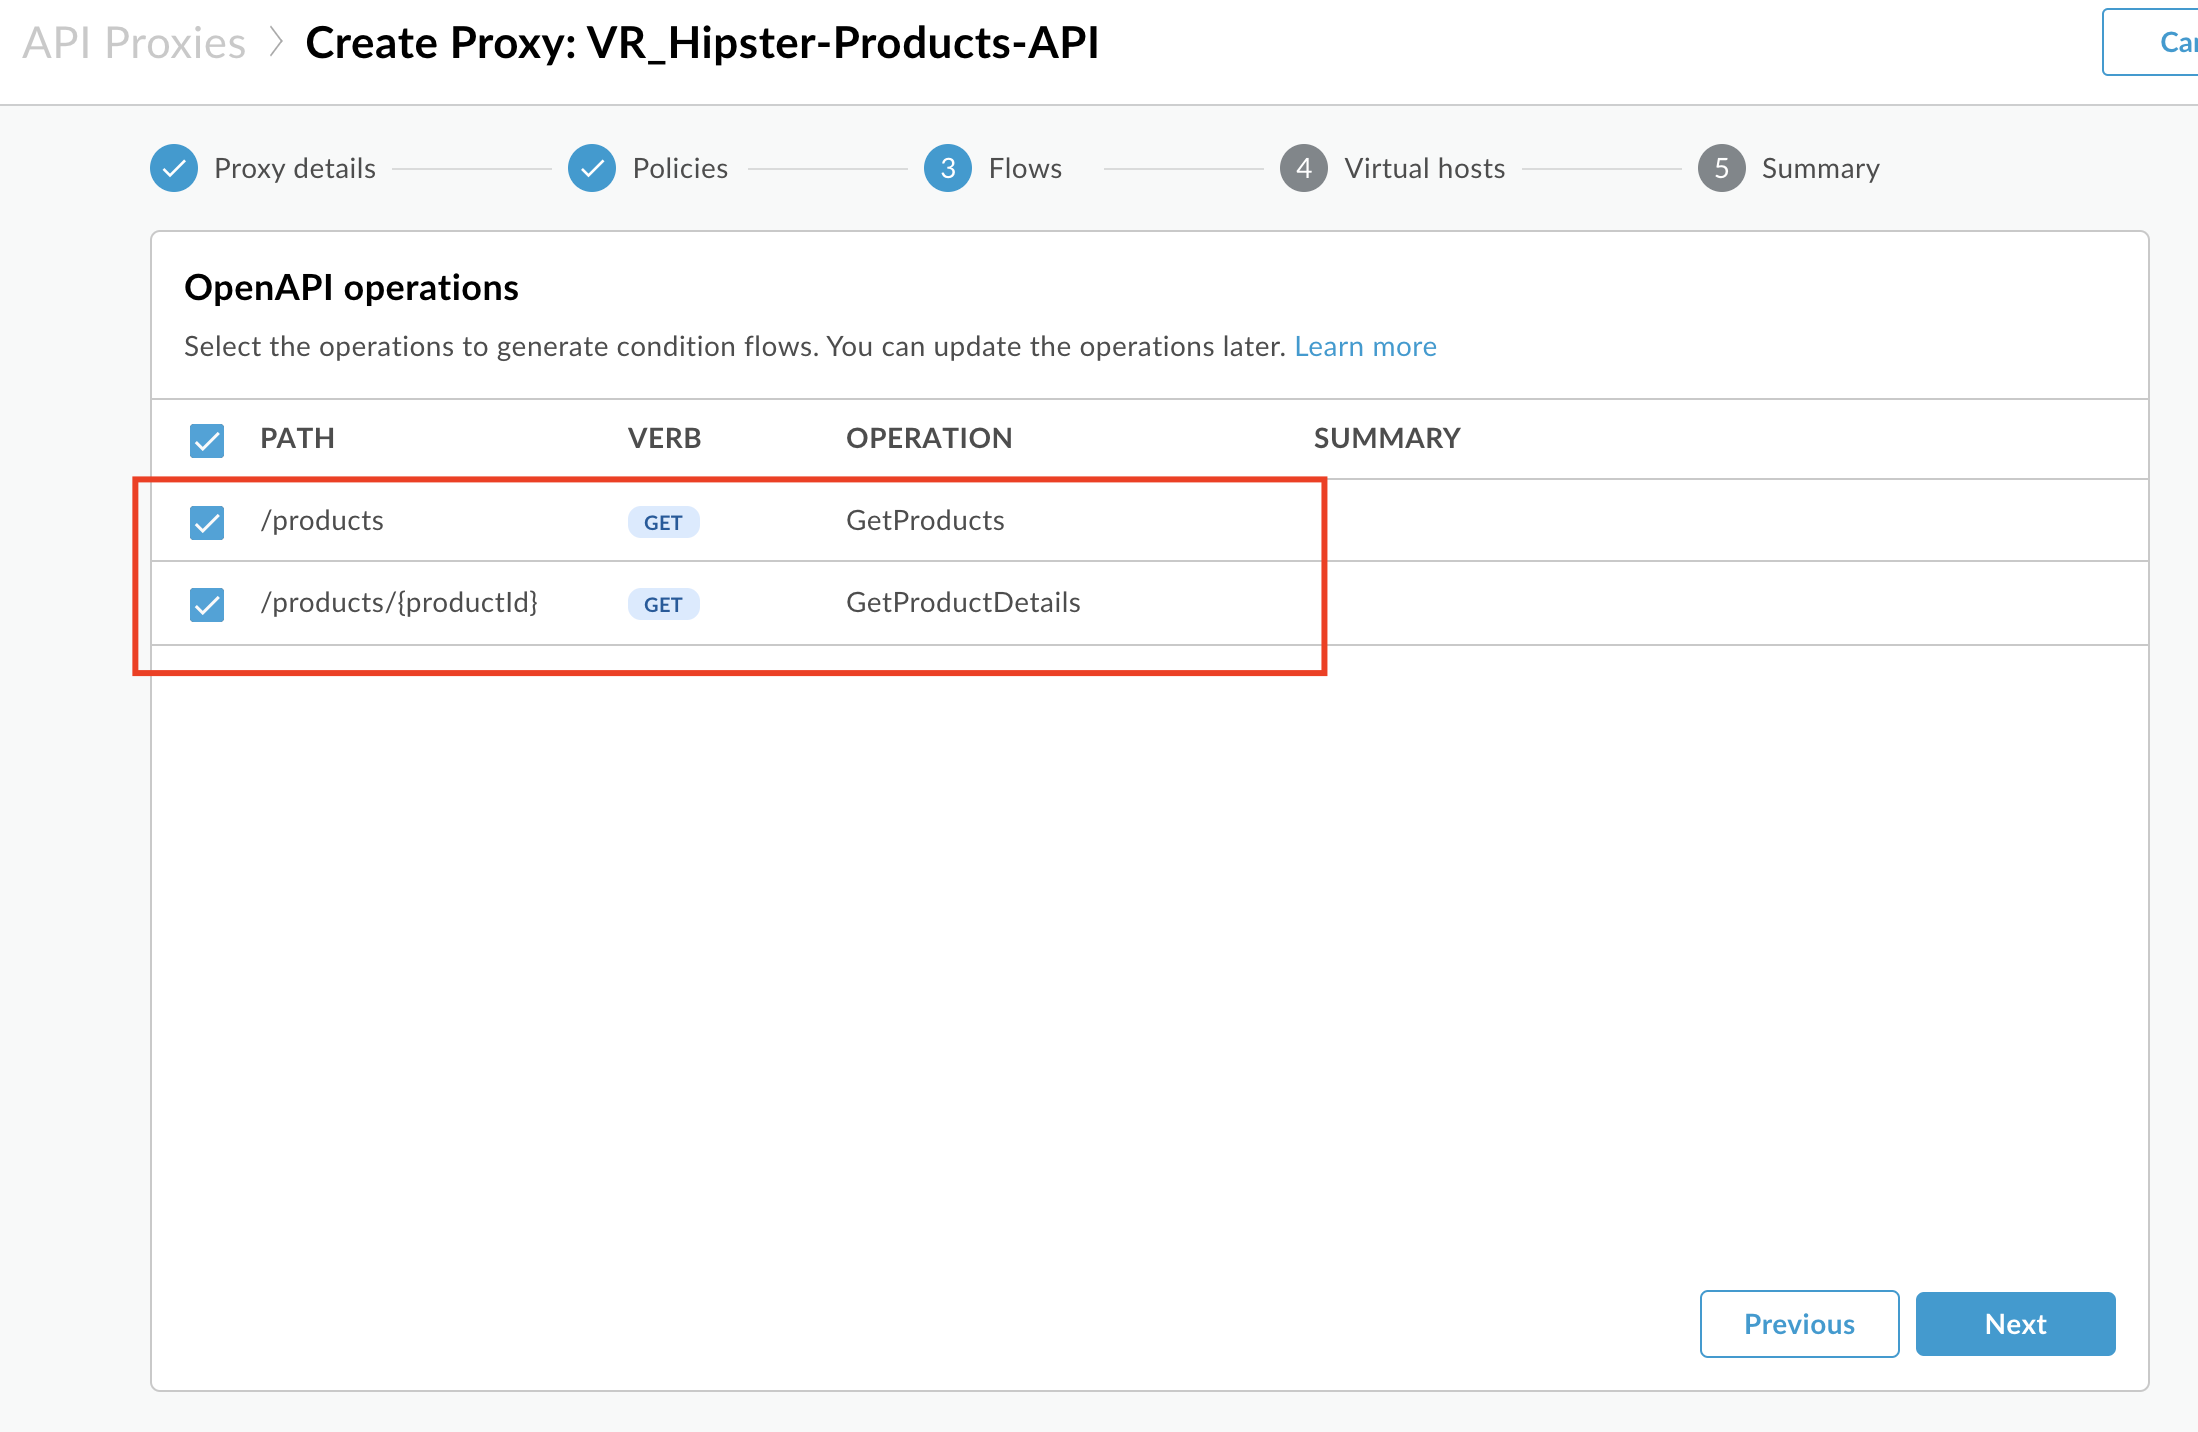 API Proxies > Create Proxy: VR_Hipster-Products-API
Proxy details Policies 3 Flows 4 Virtual hosts 5 Summary
OpenAPI operations
Select the operations to generate condition flows. You can update the operations later. Learn more
PATH VERB OPERATION SUMMARY
/products GET GetProducts
/products/{productId} GET GetProductDetails
Previous Next